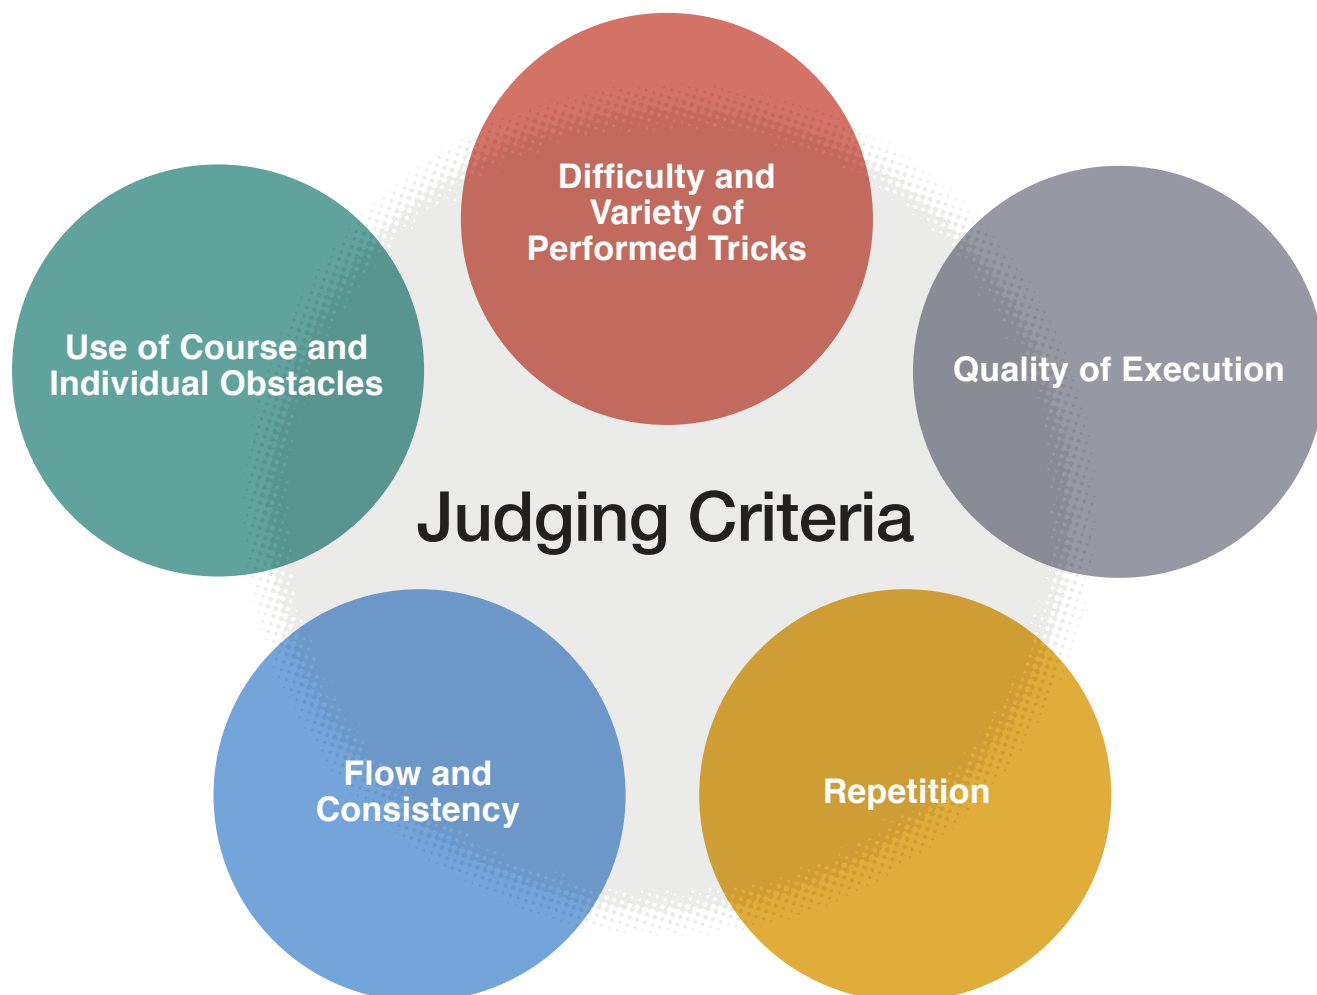 Difficulty and
Variety of
Performed Tricks
Use of Course and
Individual Obstacles
Quality of Execution
Judging Criteria
Flow and
Consistency
Repetition